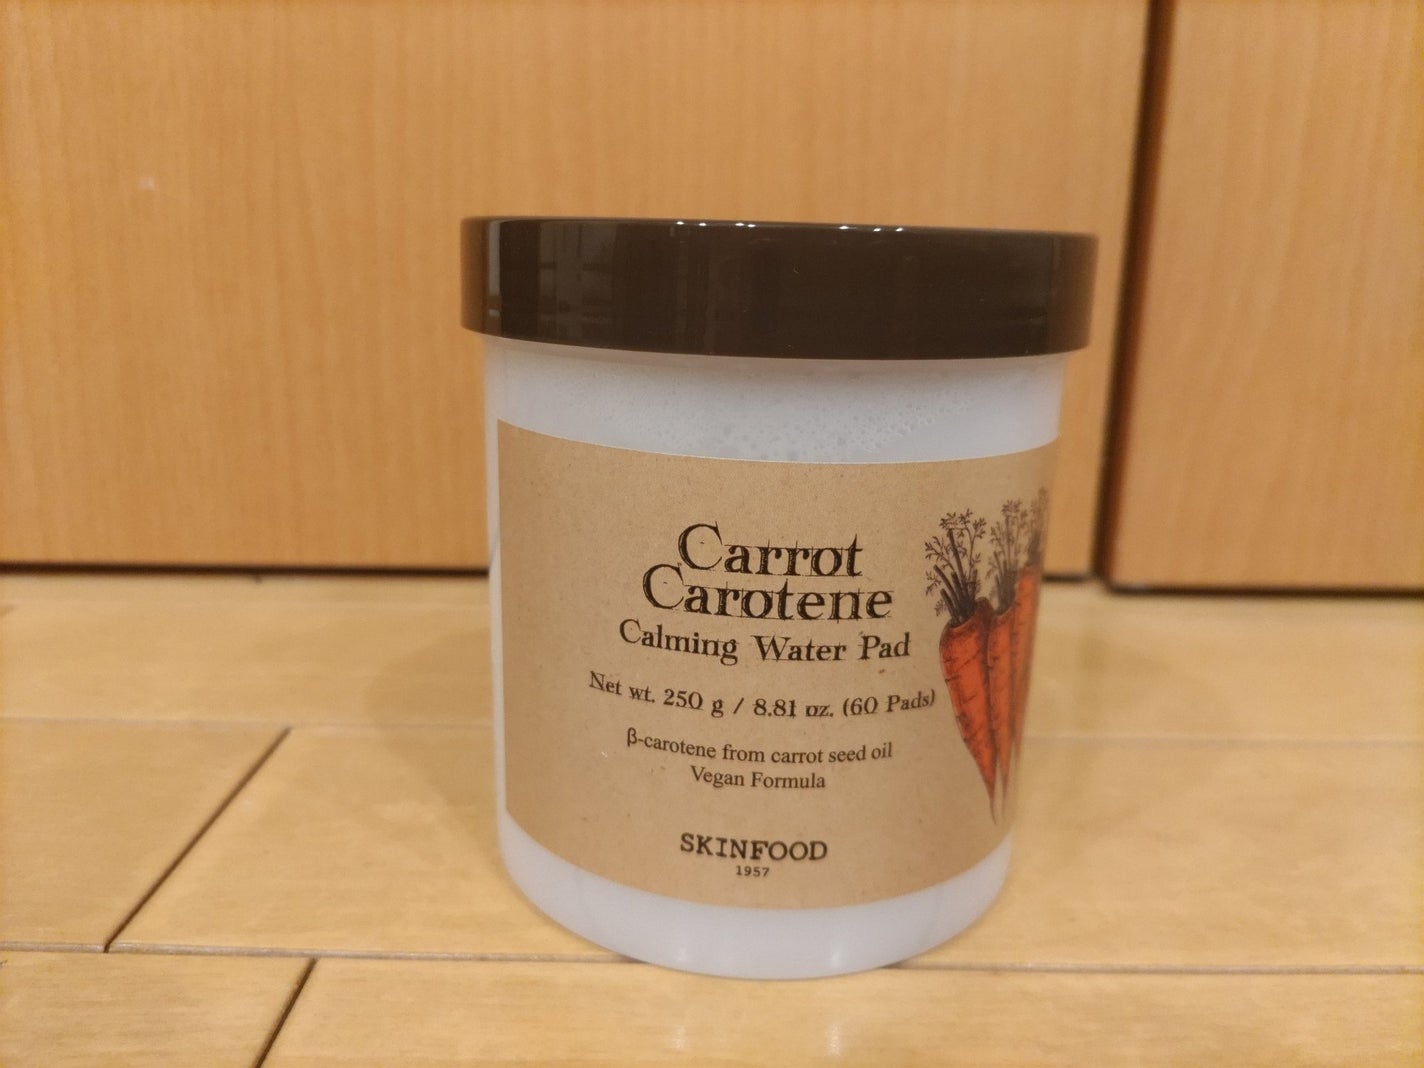 Carrot
Carotene
Calming Water Pad
Net wt. 250 g / 8.81 oz. (60 Pads)
β-carotene from carrot seed oil
Vegan Formula
SKINFOOD
1957